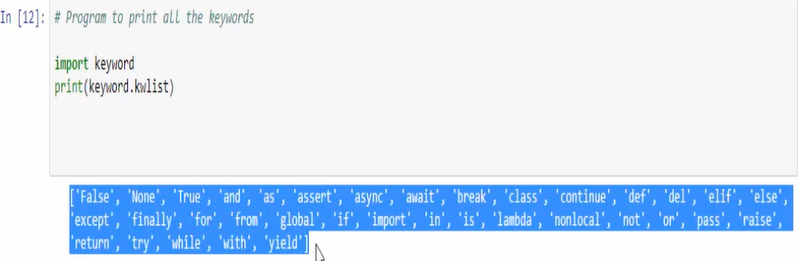 In [12]: # Program to print all the keywords
import keyword
print(keyword.kwlist)
['False', 'None', 'True', 'and', 'as', 'assert', 'async', 'await', 'break', 'class', 'continue', 'def', 'del', 'elif', 'else',
'except', 'finally', 'for', 'from', 'global', 'if', 'import', 'in', 'is', 'lambda', 'nonlocal', 'not', 'or', 'pass', 'raise',
'return', 'try', 'while', 'with', 'yield']